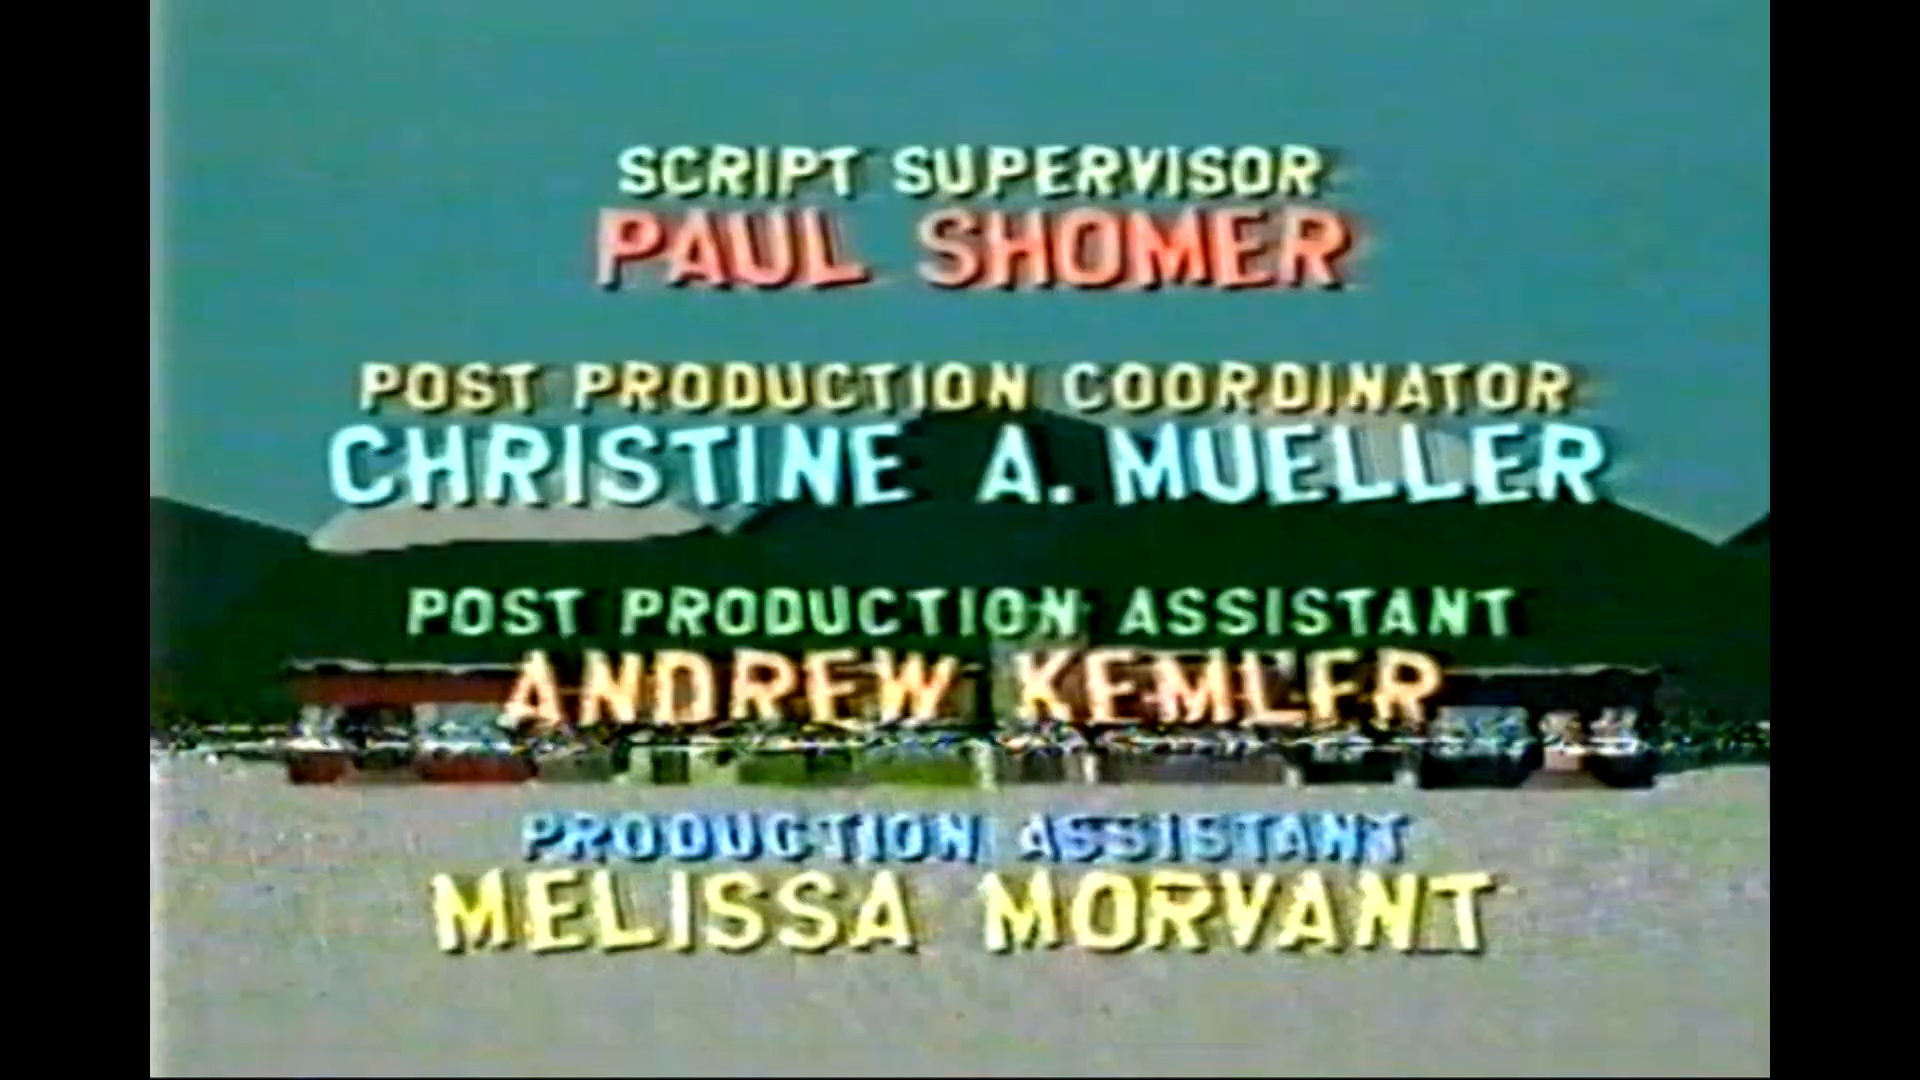 SCRIPT SUPERVISOR
PAUL SHOMER
POST PRODUCTION COORDINATOR
CHRISTINE A. MUELLER
POST PRODUCTION ASSISTANT
ANDREW KEMLER
PRODUCTION ASSISTANT
MELISSA MORVANT